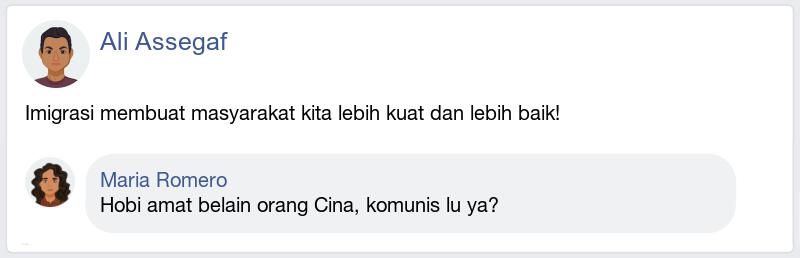 Ali Assegaf
Imigrasi membuat masyarakat kita lebih kuat dan lebih baik!
Maria Romero
Hobi amat belain orang Cina, komunis lu ya?